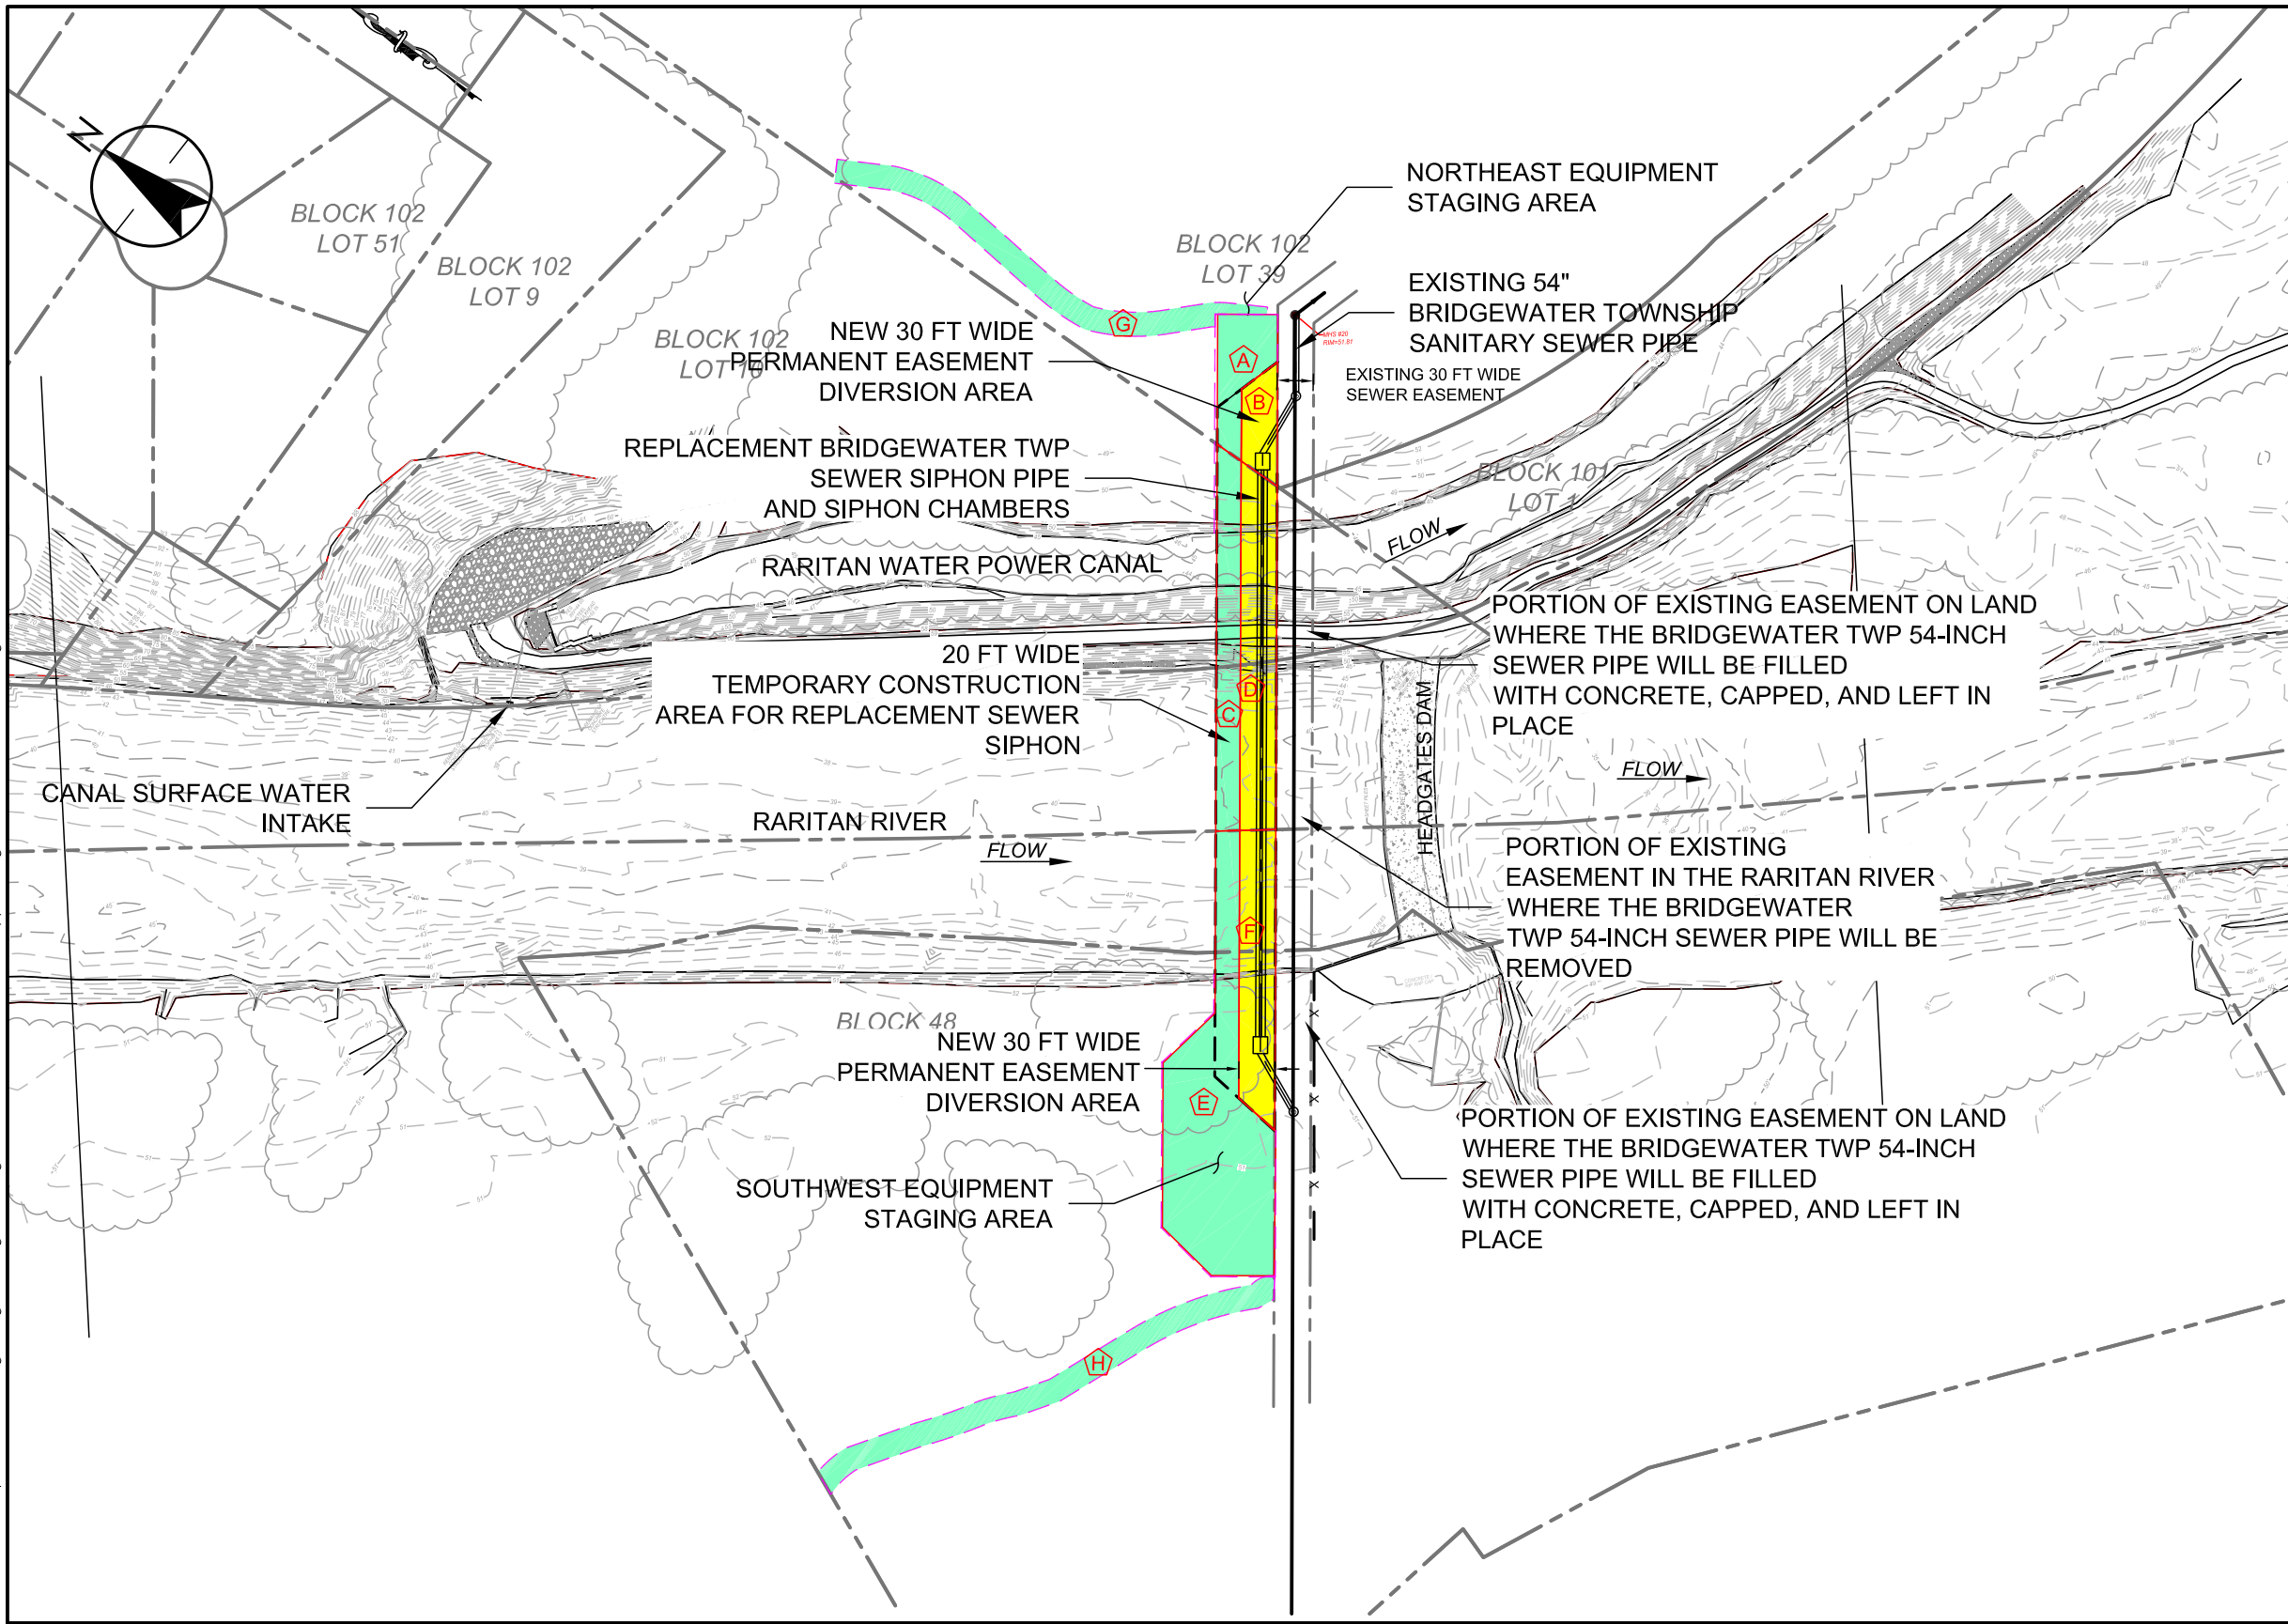 N
BLOCK 102
LOT 51
BLOCK 102
LOT 9
BLOCK 102
BLOCK 102
LOT 39
NORTHEAST EQUIPMENT
STAGING AREA
EXISTING 54"
BRIDGEWATER TOWNSHIP
SANITARY SEWER PIPE
RIM=51.81
EXISTING 30 FT WIDE
SEWER EASEMENT
G
A
B
NEW 30 FT WIDE
PERMANENT EASEMENT
DIVERSION AREA
REPLACEMENT BRIDGEWATER TWP
SEWER SIPHON PIPE
AND SIPHON CHAMBERS
BLOCK 101
LOT 1
FLOW
RARITAN WATER POWER CANAL
PORTION OF EXISTING EASEMENT ON LAND
WHERE THE BRIDGEWATER TWP 54-INCH
SEWER PIPE WILL BE FILLED
WITH CONCRETE, CAPPED, AND LEFT IN
PLACE
20 FT WIDE
TEMPORARY CONSTRUCTION
AREA FOR REPLACEMENT SEWER
SIPHON
D
C
HEADGATES DAM
FLOW
CANAL SURFACE WATER
INTAKE
RARITAN RIVER
FLOW
PORTION OF EXISTING
EASEMENT IN THE RARITAN RIVER
WHERE THE BRIDGEWATER
TWP 54-INCH SEWER PIPE WILL BE
REMOVED
F
BLOCK 48
NEW 30 FT WIDE
PERMANENT EASEMENT
DIVERSION AREA
E
PORTION OF EXISTING EASEMENT ON LAND
WHERE THE BRIDGEWATER TWP 54-INCH
SEWER PIPE WILL BE FILLED
WITH CONCRETE, CAPPED, AND LEFT IN
PLACE
SOUTHWEST EQUIPMENT
STAGING AREA
H